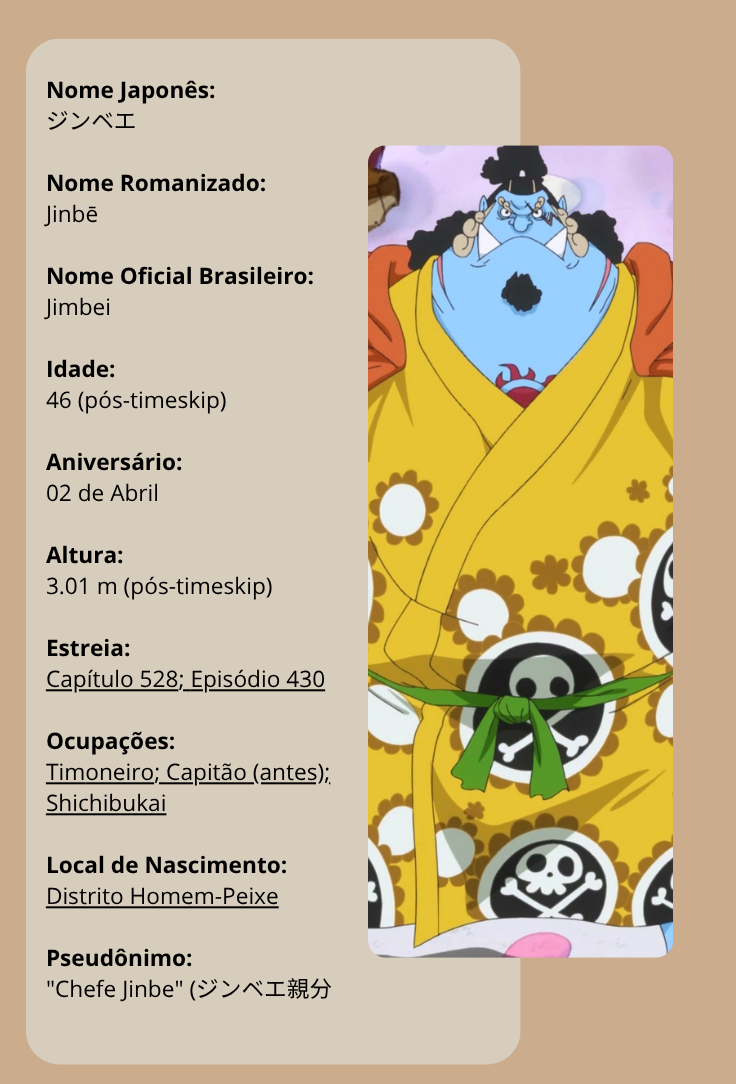 Nome Japonês:
ジンベエ
Nome Romanizado:
Jinbē
Nome Oficial Brasileiro:
Jimbei
Idade:
46 (pós-timeskip)
Aniversário:
02 de Abril
Altura:
3.01 m (pós-timeskip)
Estreia:
Capítulo 528; Episódio 430
Ocupações:
Timoneiro; Capitão (antes);
Shichibukai
Local de Nascimento:
Distrito Homem-Peixe
Pseudônimo:
"Chefe Jinbe" (ジンベエ親分